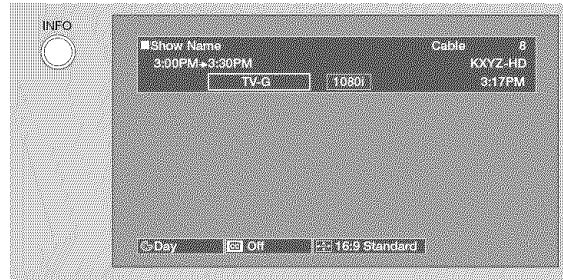 INFO
Show Name Cable 8
3:00PM→3:30PM KXYZ-HD
TV-G 1080i 3:17PM
Day CC Off 16:9 Standard